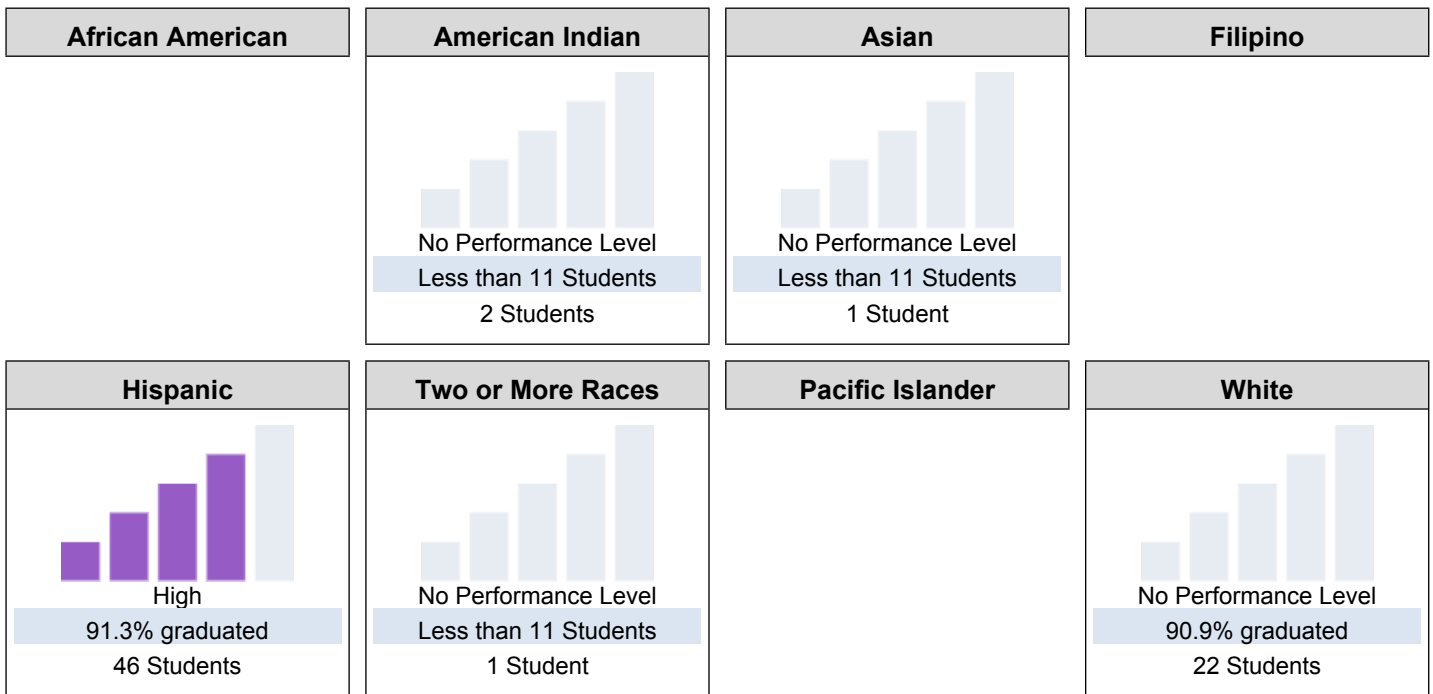 African American
American Indian
Asian
Filipino
No Performance Level
Less than 11 Students
2 Students
No Performance Level
Less than 11 Students
1 Student
Hispanic
Two or More Races
Pacific Islander
White
High
91.3% graduated
46 Students
No Performance Level
Less than 11 Students
1 Student
No Performance Level
90.9% graduated
22 Students